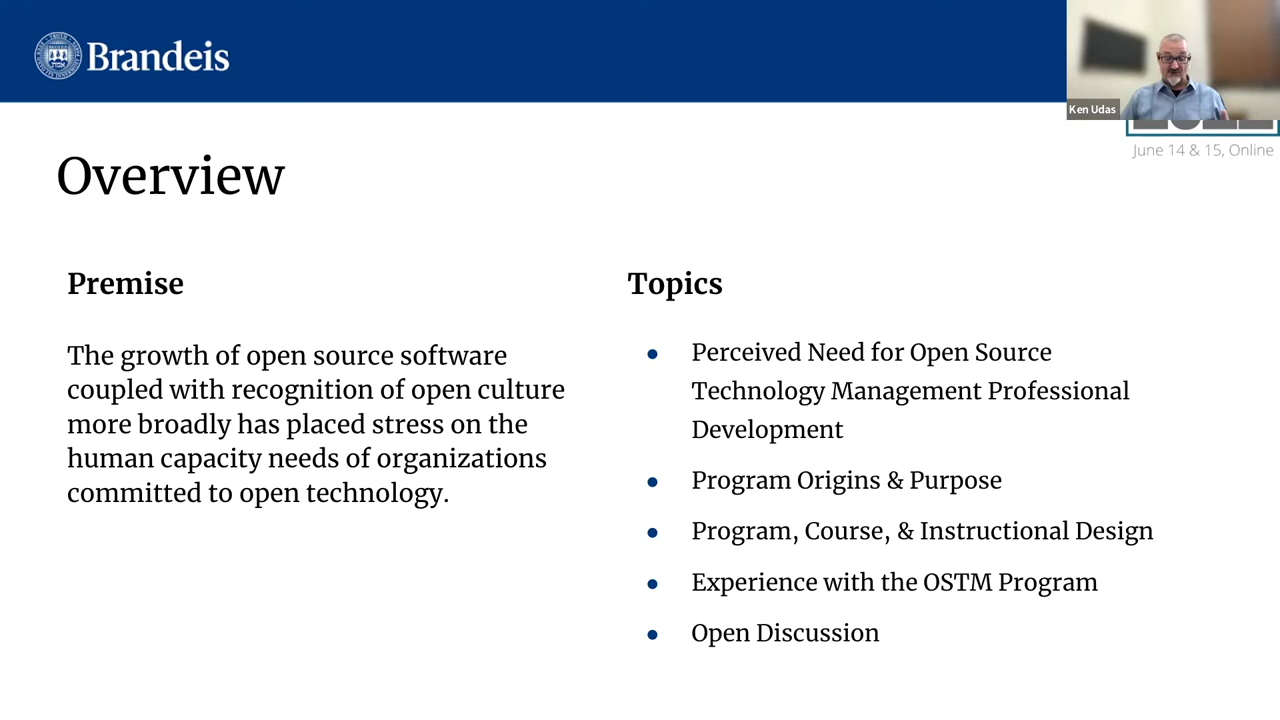 Brandeis
Ken Udas
June 14 & 15, Online
Overview
Premise
The growth of open source software
coupled with recognition of open culture
more broadly has placed stress on the
human capacity needs of organizations
committed to open technology.
Topics
● Perceived Need for Open Source
Technology Management Professional
Development
● Program Origins & Purpose
● Program, Course, & Instructional Design
● Experience with the OSTM Program
● Open Discussion